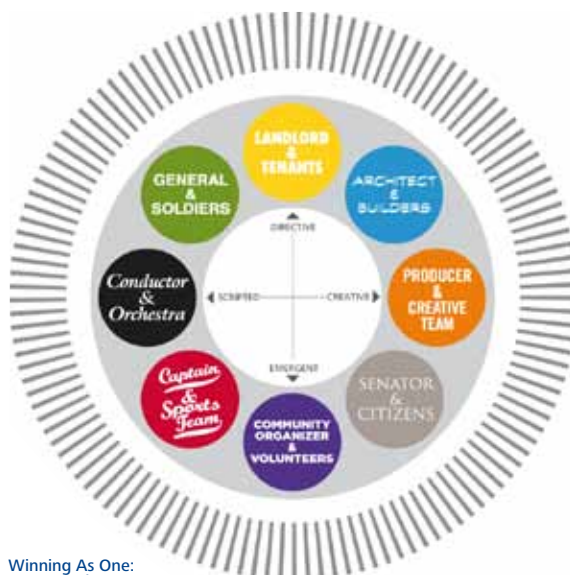 LANDLORD
&
TENANTS
GENERAL
&
SOLDIERS
ARCHITECT
&
BUILDERS
DIRECTIVE
Conductor
&
Orchestra
SCRIPTED
CREATIVE
PRODUCER
&
CREATIVE
TEAM
EMERGENT
Captain
&
Sports
Team
SENATOR
&
CITIZENS
COMMUNITY
ORGANIZER
&
VOLUNTEERS
Winning As One: